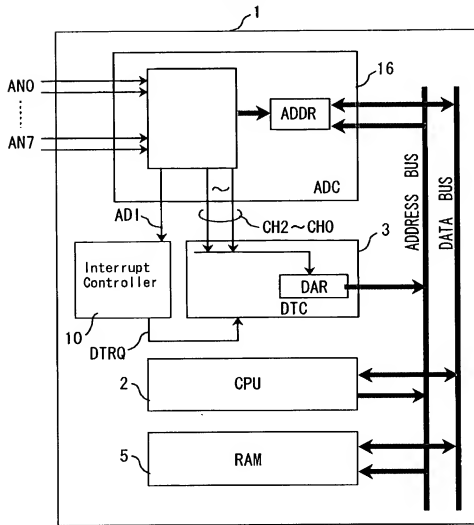 1
16
AN0
AN7
ADDR
ADC
ADI
CH2~CH0
3
Interrupt
Controller
10
DTRQ
DAR
DTC
ADDRESS BUS
DATA BUS
2
CPU
5
RAM